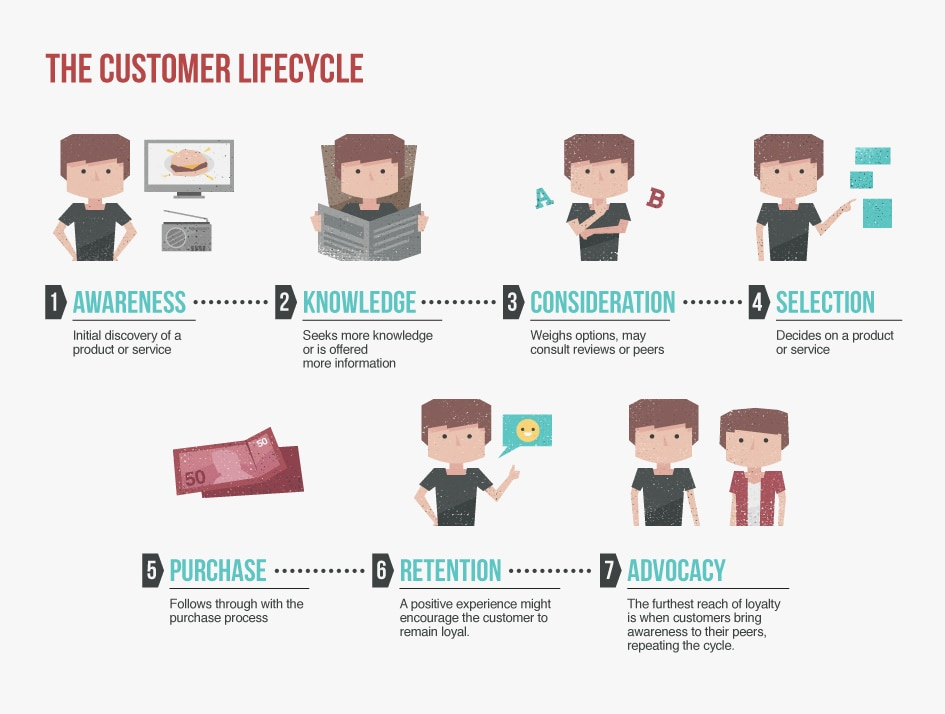 THE CUSTOMER LIFECYCLE
A
B
1 AWARENESS
2 KNOWLEDGE
3 CONSIDERATION
4 SELECTION
Initial discovery of a
product or service
Seeks more knowledge
or is offered
more information
Weighs options, may
consult reviews or peers
Decides on a product
or service
50
50
5 PURCHASE
6 RETENTION
7 ADVOCACY
Follows through with the
purchase process
A positive experience might
encourage the customer to
remain loyal.
The furthest reach of loyalty
is when customers bring
awareness to their peers,
repeating the cycle.